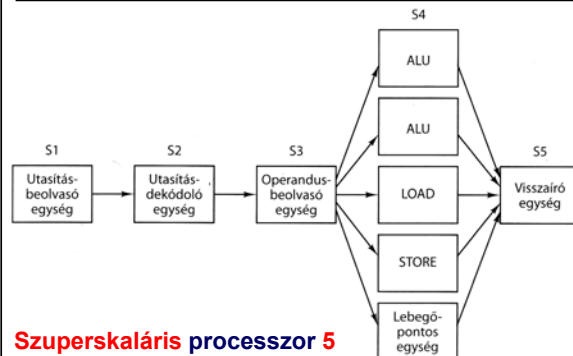 S4
ALU
ALU
S1
S2
S3
S5
Utasítás-
beolvasó
egység
Utasítás-
dekódoló
egység
Operandus-
beolvasó
egység
LOAD
Visszaíró
egység
STORE
Lebegő-
pontos
egység
Szuperskaláris processzor 5